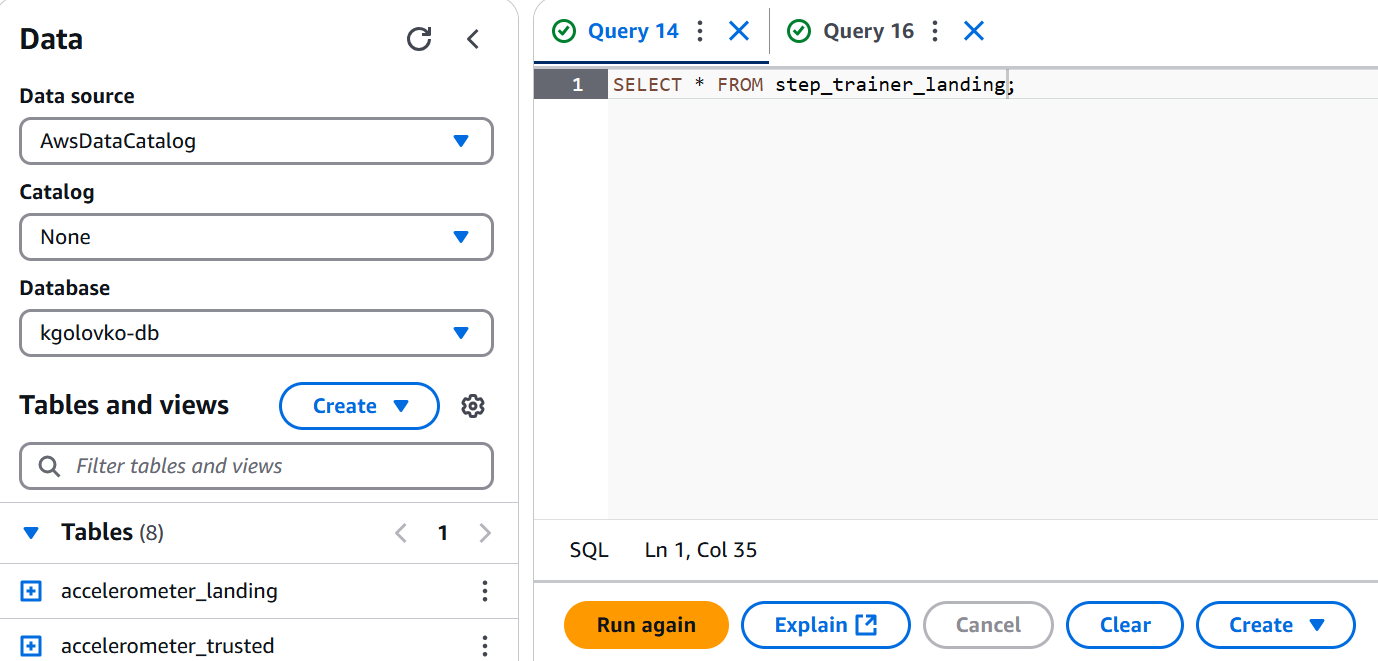 Data
Data source
AwsDataCatalog
Catalog
None
Database
kgolovko-db
Tables and views
Create
Filter tables and views
Tables (8)
1
accelerometer_landing
accelerometer_trusted
Query 14
Query 16
1 SELECT * FROM step_trainer_landing;
SQL Ln 1, Col 35
Run again Explain Cancel Clear Create